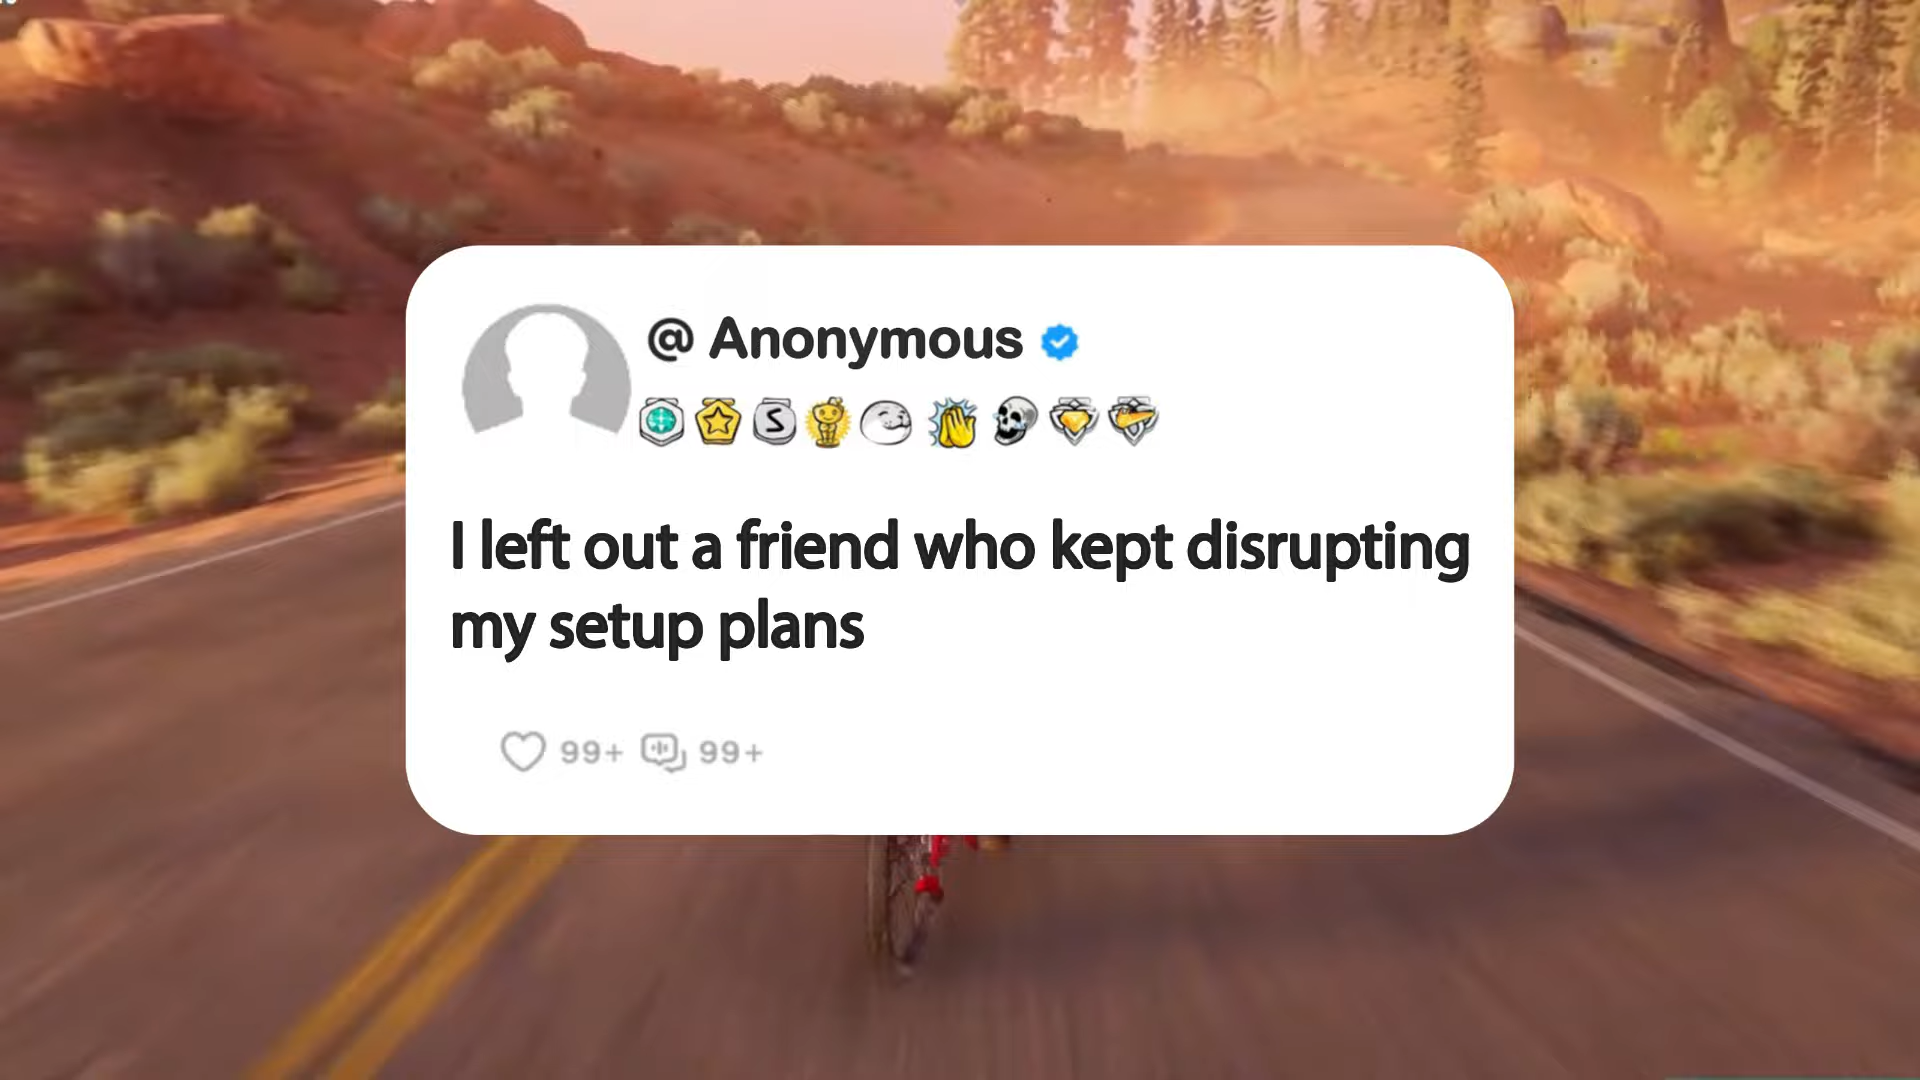 @ Anonymous
I left out a friend who kept disrupting
my setup plans
99+ 99+